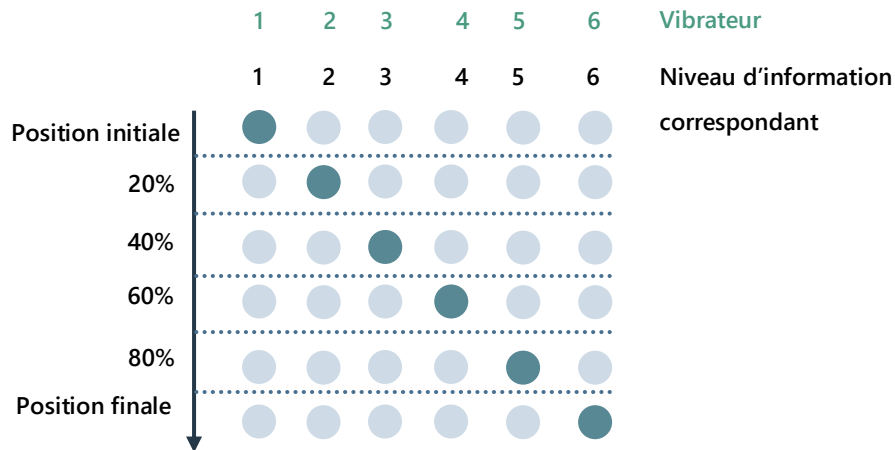 1 2 3 4 5 6 Vibrateur
1 2 3 4 5 6 Niveau d’information
correspondant
Position initiale
20%
40%
60%
80%
Position finale